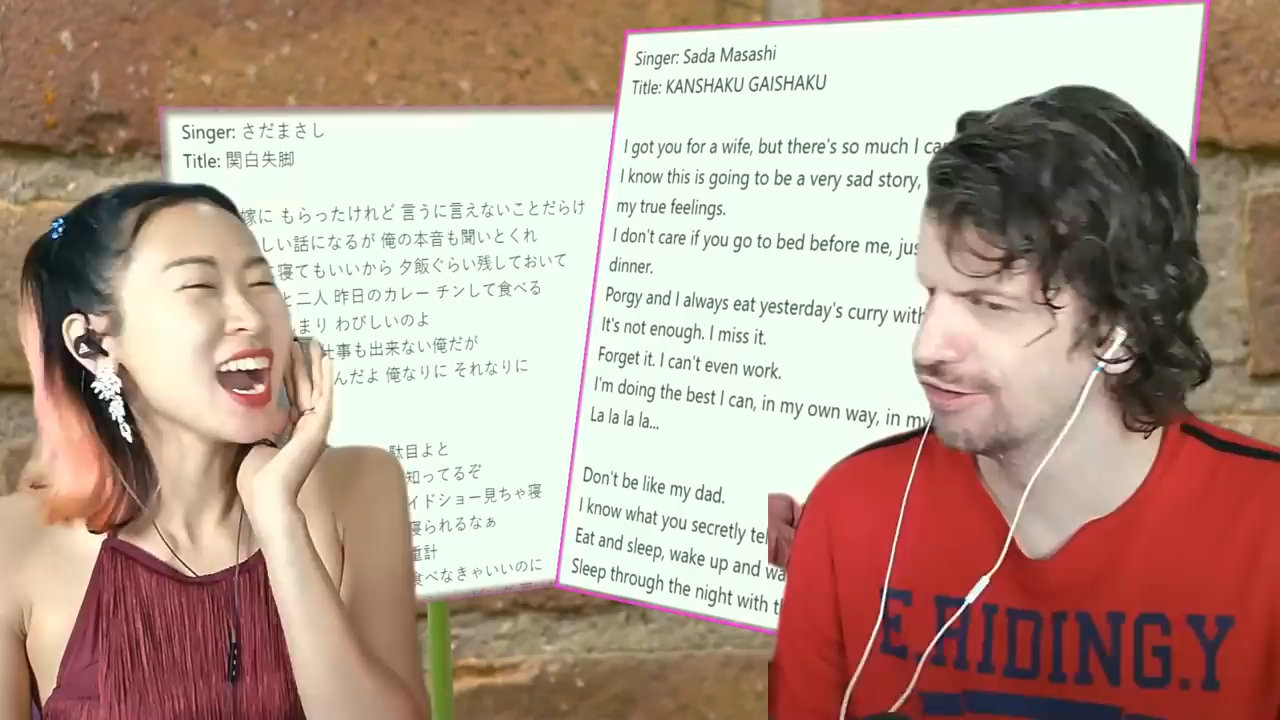 Singer: さだまさし
Title: 関白失脚
嫁に もらったけれど 言うに言えないことだらけ
しい話になるが 俺の本音も聞いとくれ
寝てもいいから 夕飯ぐらい残しておいて
と二人 昨日のカレー チンして食べる
まり わびしいのよ
仕事も出来ない俺だが
んだよ 俺なりに それなりに
駄目よと
知ってるぞ
イドショー見ちゃ寝
寝られるなぁ
重計
食べなきゃいいのに
Singer: Sada Masashi
Title: KANSHAKU GAISHAKU
I got you for a wife, but there's so much I ca
I know this is going to be a very sad story,
my true feelings.
I don't care if you go to bed before me, jus
dinner.
Porgy and I always eat yesterday's curry with
It's not enough. I miss it.
Forget it. I can't even work.
I'm doing the best I can, in my own way, in my
La la la la...
Don't be like my dad.
I know what you secretly tel
Eat and sleep, wake up and wa
Sleep through the night with t
E.RIDING.Y